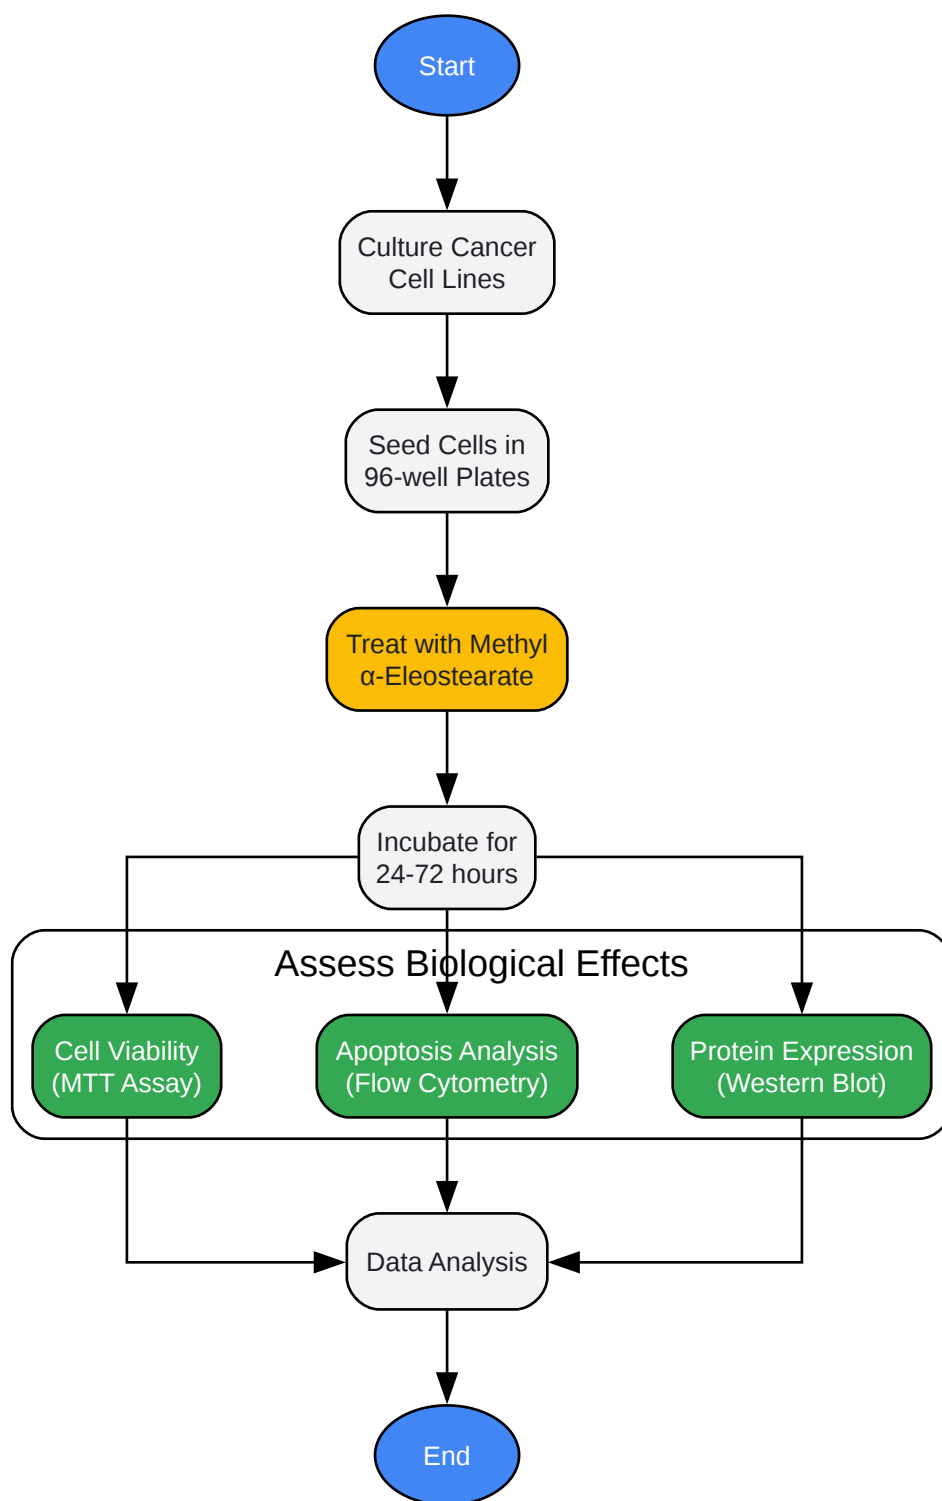 Start
Culture Cancer
Cell Lines
Seed Cells in
96-well Plates
Treat with Methyl
α-Eleostearate
Incubate for
24-72 hours
Assess Biological Effects
Cell Viability
(MTT Assay)
Apoptosis Analysis
(Flow Cytometry)
Protein Expression
(Western Blot)
Data Analysis
End